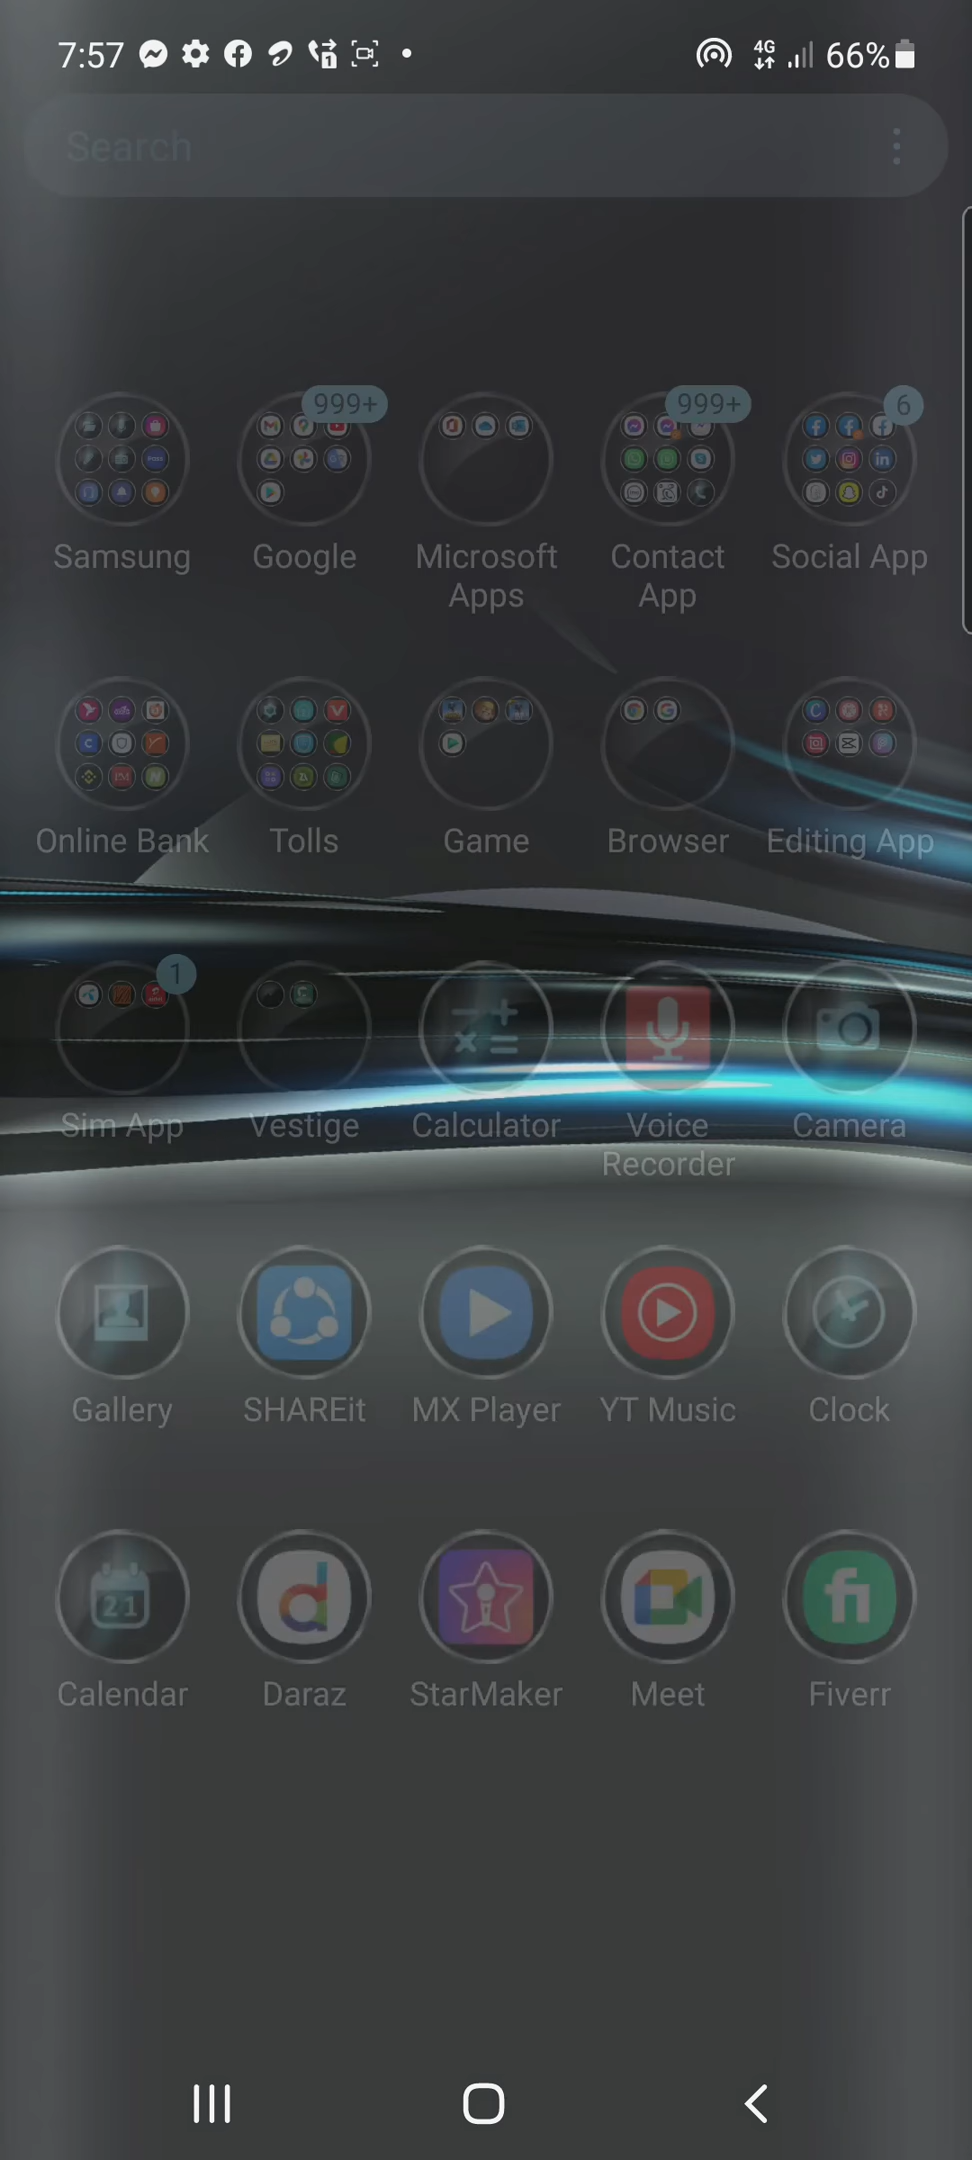 7:57
4G 66%
Search
999+ 999+ 6
Samsung Google Microsoft Apps Contact App Social App
Online Bank Tolls Game Browser Editing App
1
Sim App Vestige Calculator Voice Recorder Camera
Gallery SHAREit MX Player YT Music Clock
21
Calendar Daraz StarMaker Meet Fiverr